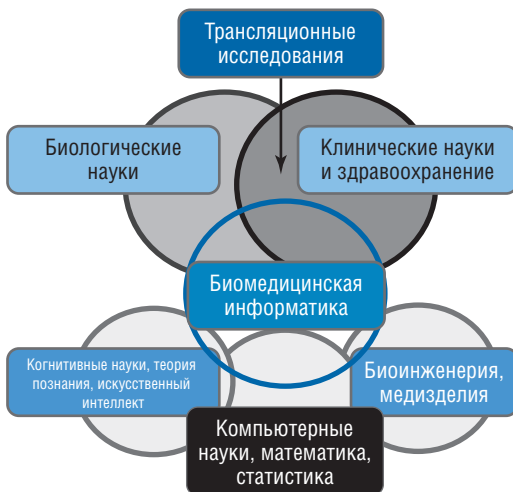 Трансляционные
исследования
Биологические
науки
Клинические науки
и здравоохранение
Биомедицинская
информатика
Когнитивные науки, теория
познания, искусственный
интеллект
Биоинженерия,
медизделия
Компьютерные
науки, математика,
статистика